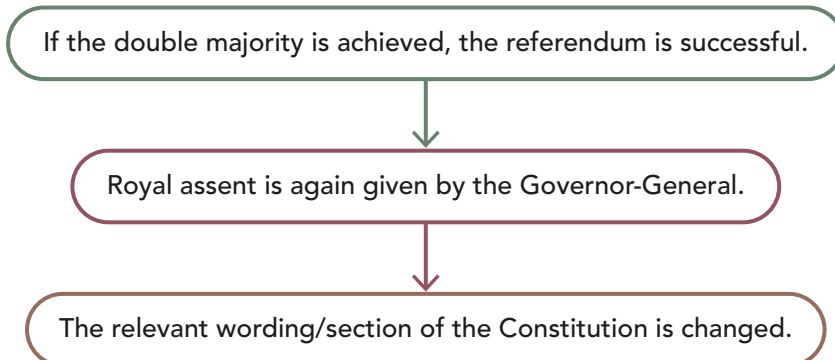 If the double majority is achieved, the referendum is successful.
Royal assent is again given by the Governor-General.
The relevant wording/section of the Constitution is changed.